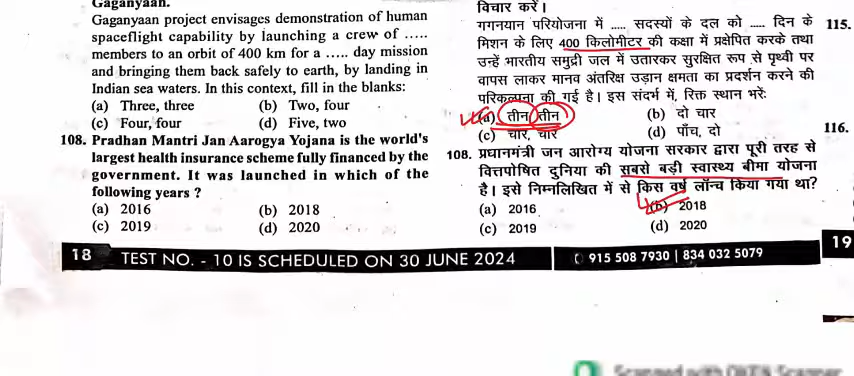 Gaganyaan.
Gaganyaan project envisages demonstration of human
spaceflight capability by launching a crew of .....
members to an orbit of 400 km for a ..... day mission
and bringing them back safely to earth, by landing in
Indian sea waters. In this context, fill in the blanks:
(a) Three, three (b) Two, four
(c) Four, four (d) Five, two
108. Pradhan Mantri Jan Aarogya Yojana is the world's
largest health insurance scheme fully financed by the
government. It was launched in which of the
following years ?
(a) 2016 (b) 2018
(c) 2019 (d) 2020
विचार करें।
गगनयान परियोजना में ..... सदस्यों के दल को ..... दिन के
मिशन के लिए 400 किलोमीटर की कक्षा में प्रक्षेपित करके तथा
उन्हें भारतीय समुद्री जल में उतारकर सुरक्षित रूप से पृथ्वी पर
वापस लाकर मानव अंतरिक्ष उड़ान क्षमता का प्रदर्शन करने की
परिकल्पना की गई है। इस संदर्भ में, रिक्त स्थान भरें:
(a) तीन, तीन (b) दो चार
(c) चार, चार (d) पाँच, दो
108. प्रधानमंत्री जन आरोग्य योजना सरकार द्वारा पूरी तरह से
वित्तपोषित दुनिया की सबसे बड़ी स्वास्थ्य बीमा योजना
है। इसे निम्नलिखित में से किस वर्ष लॉन्च किया गया था?
(a) 2016 (b) 2018
(c) 2019 (d) 2020
115.
116.
18 TEST NO. - 10 IS SCHEDULED ON 30 JUNE 2024
915 508 7930 | 834 032 5079
19